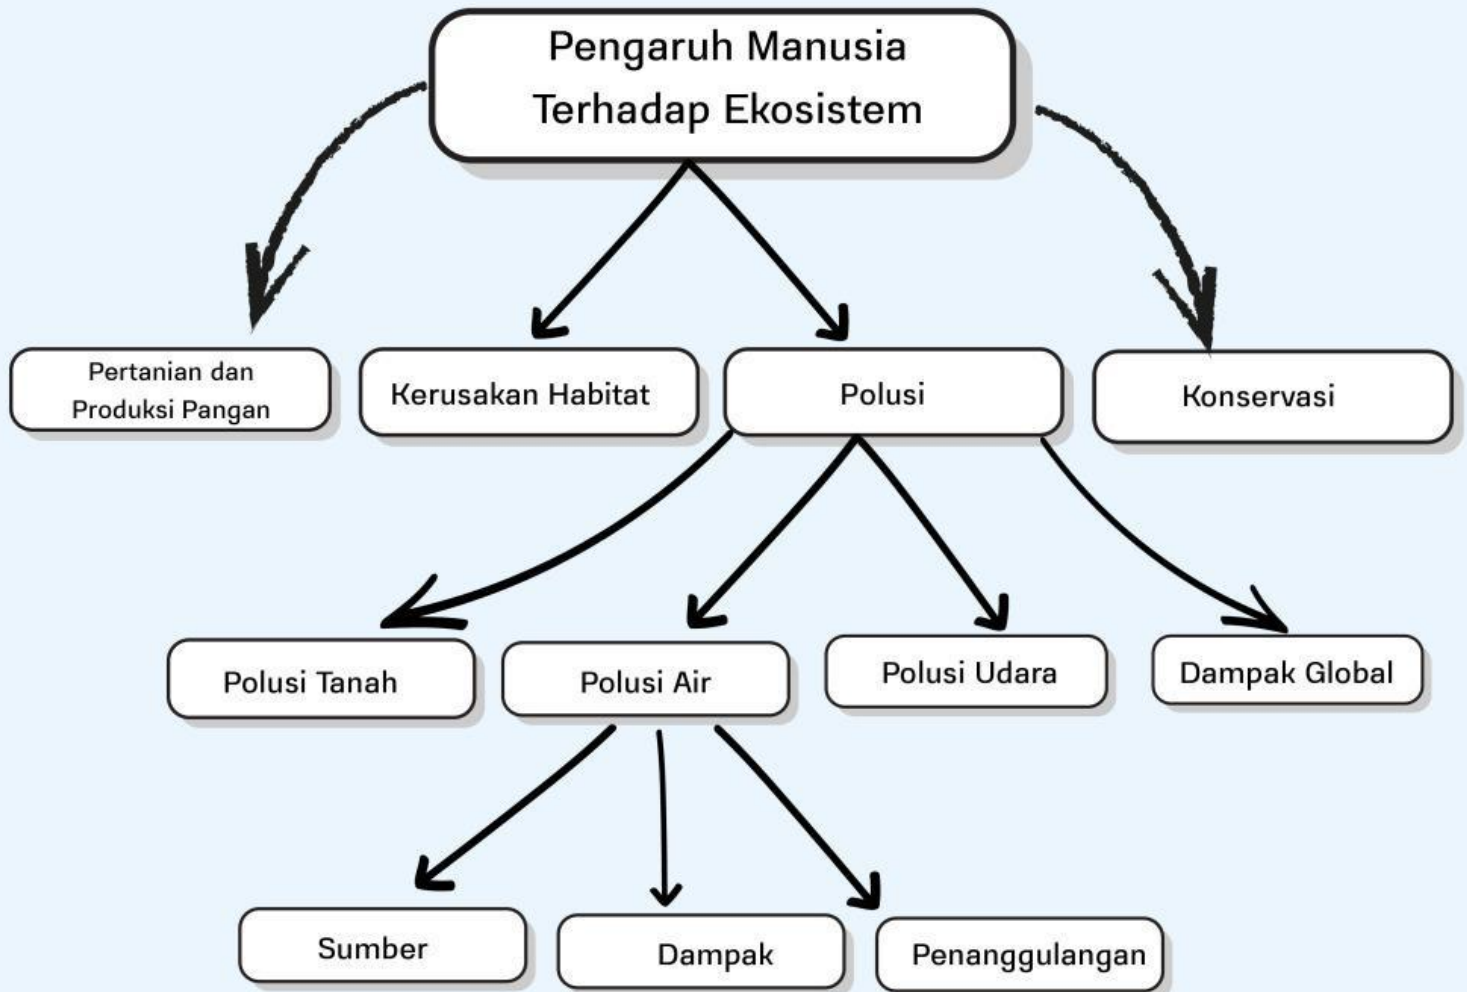 Pengaruh Manusia
Terhadap Ekosistem
Pertanian dan
Produksi Pangan
Kerusakan Habitat
Polusi
Konservasi
Polusi Tanah
Polusi Air
Polusi Udara
Dampak Global
Sumber
Dampak
Penanggulangan